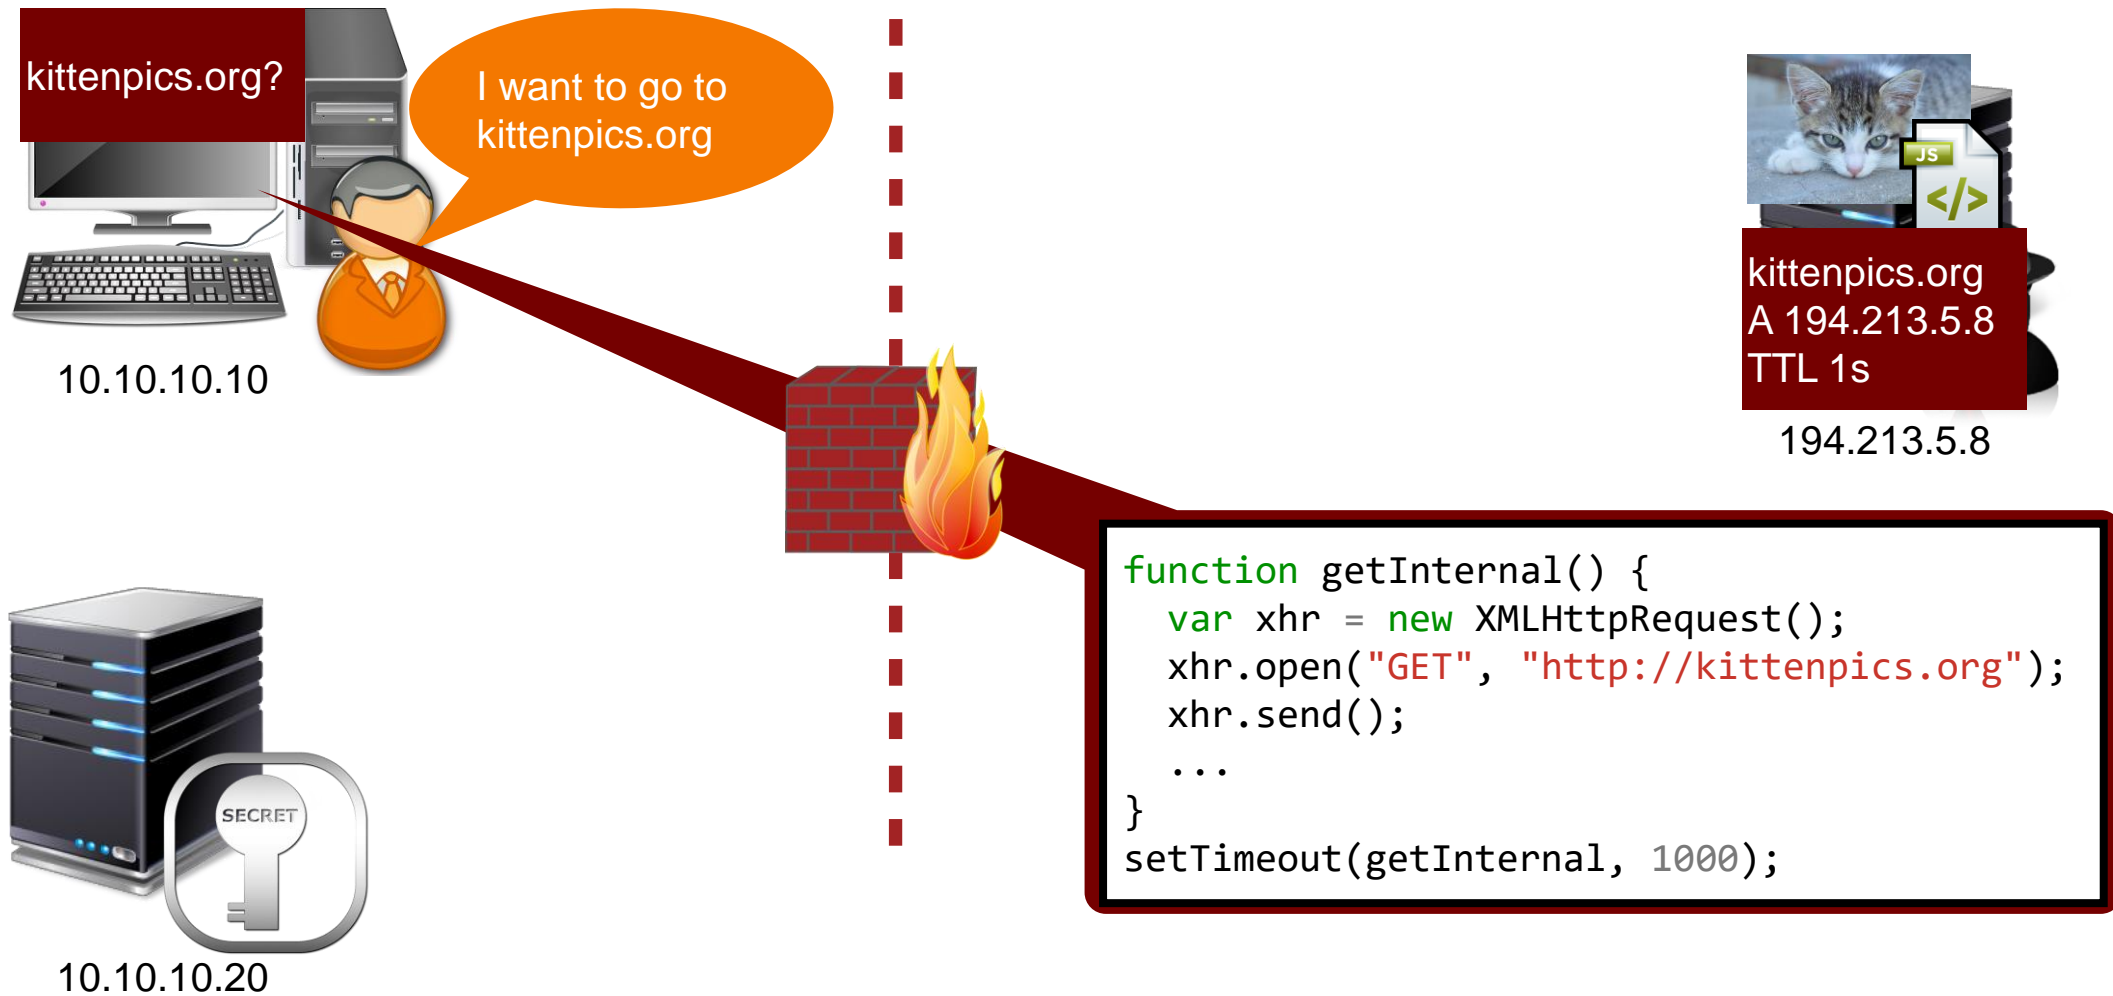 kittenpics.org?
I want to go to
kittenpics.org
10.10.10.10
JS
</>
kittenpics.org
A 194.213.5.8
TTL 1s
194.213.5.8
function getInternal() {
  var xhr = new XMLHttpRequest();
  xhr.open("GET", "http://kittenpics.org");
  xhr.send();
  ...
}
setTimeout(getInternal, 1000);
SECRET
10.10.10.20